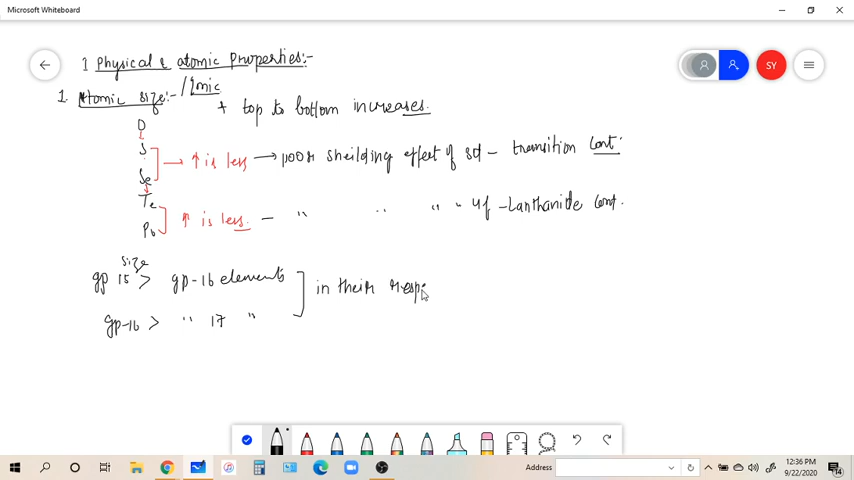 Microsoft Whiteboard
1 Physical & atomic Properties:-
1. Atomic size:- /Ionic
+ top to bottom increases.
O
S
Se
→ ↑ is less → poor sheilding effect of 3d - transition cont.
Te
Po
↑ is less. - " " " " 4f - Lanthanide cont.
size
gp 15 > gp-16 elements
in their resp
gp-16 > " 17 "
SY
Address
12:36 PM
9/22/2020
14